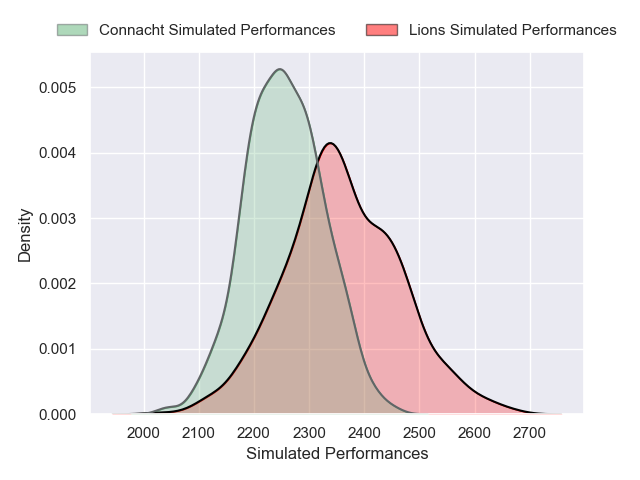 Connacht Simulated Performances Lions Simulated Performances
0.005
0.004
0.003
0.002
0.001
0.000
Density
2000 2100 2200 2300 2400 2500 2600 2700
Simulated Performances